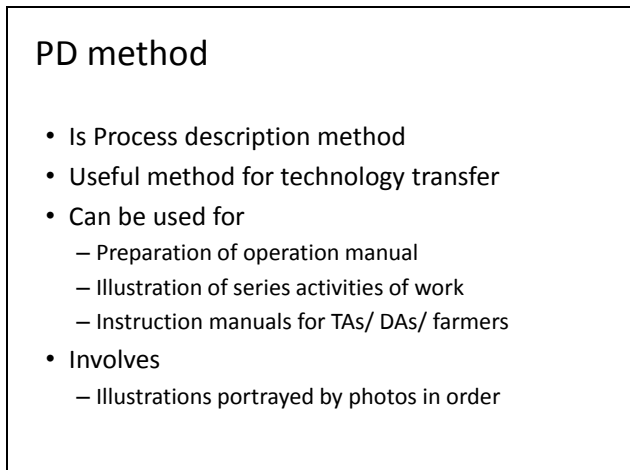 PD method
• Is Process description method
• Useful method for technology transfer
• Can be used for
– Preparation of operation manual
– Illustration of series activities of work
– Instruction manuals for TAs/ DAs/ farmers
• Involves
– Illustrations portrayed by photos in order